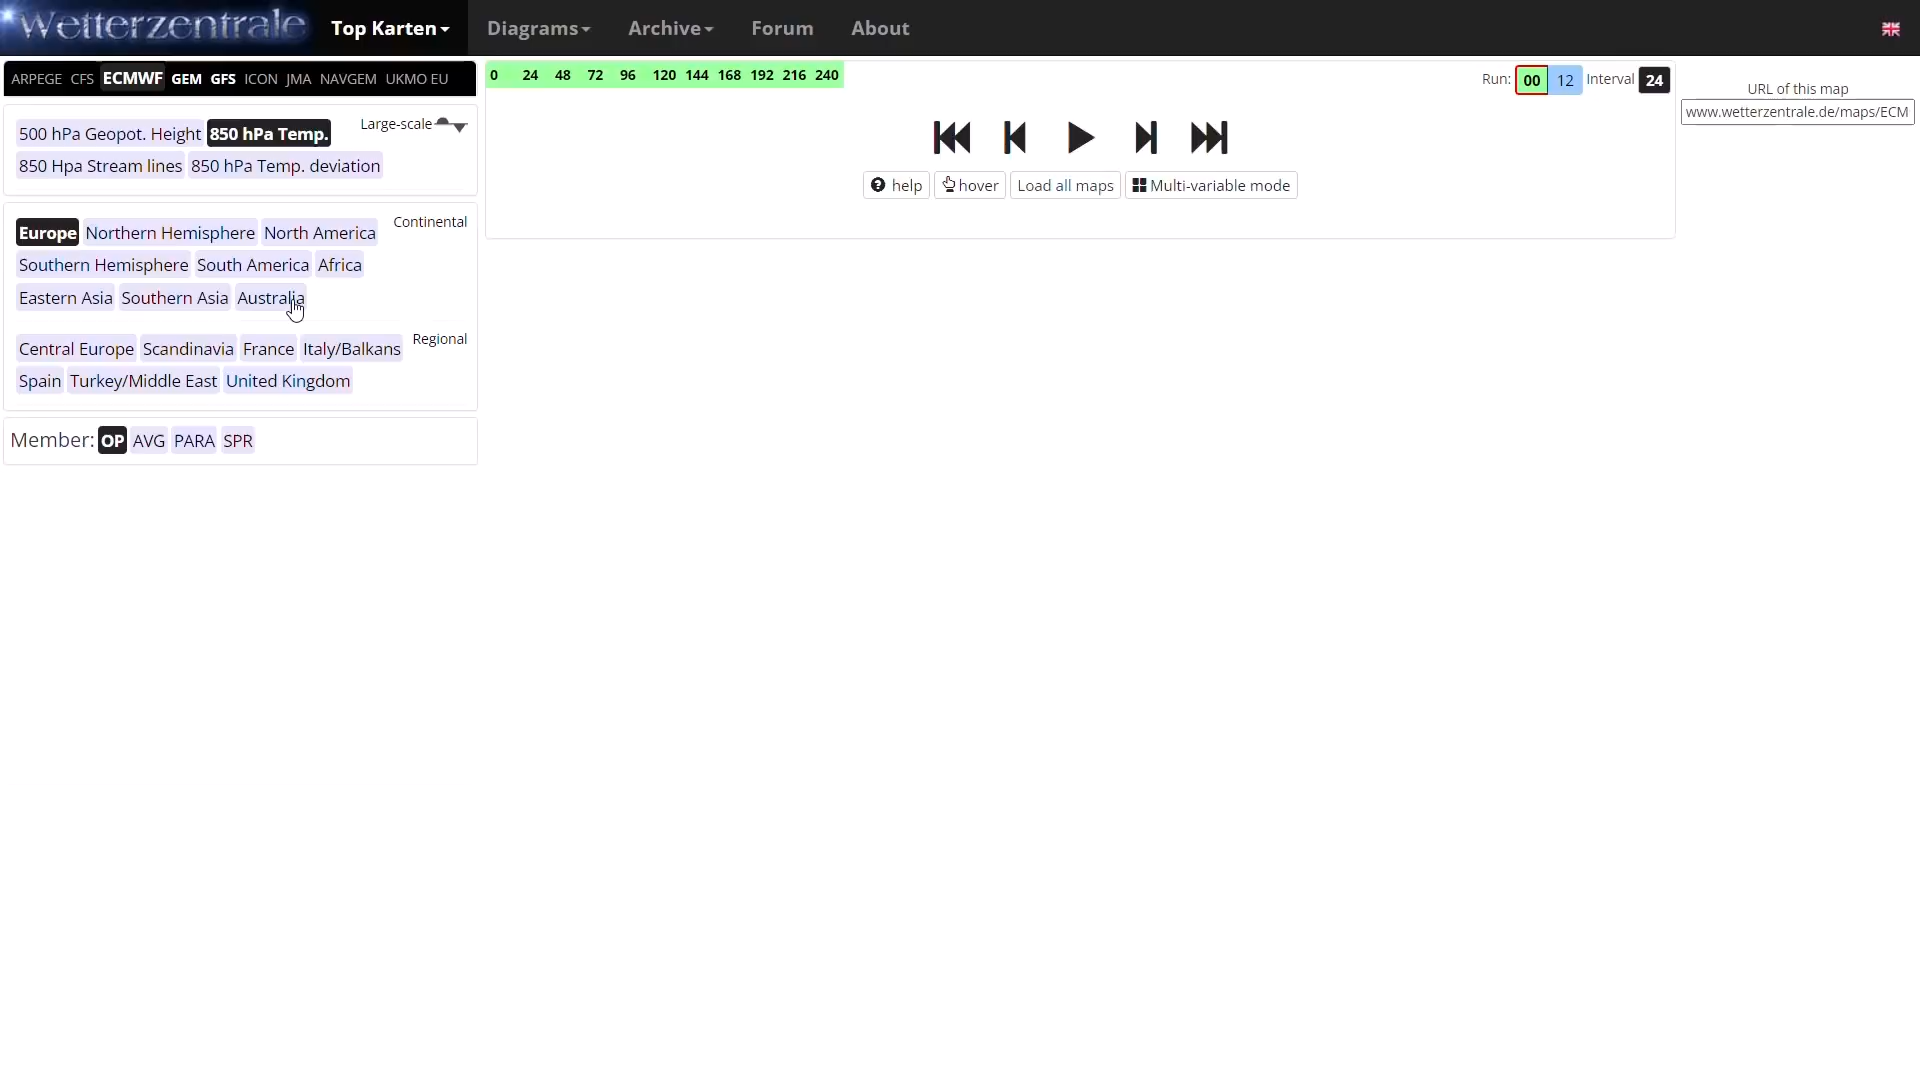 Wetterzentrale Top Karten Diagrams Archive Forum About
ARPEGE CFS ECMWF GEM GFS ICON JMA NAVGEM UKMO EU
500 hPa Geopot. Height 850 hPa Temp. Large-scale
850 Hpa Stream lines 850 hPa Temp. deviation
Continental
Europe Northern Hemisphere North America
Southern Hemisphere South America Africa
Eastern Asia Southern Asia Australia
Regional
Central Europe Scandinavia France Italy/Balkans
Spain Turkey/Middle East United Kingdom
Member: OP AVG PARA SPR
0 24 48 72 96 120 144 168 192 216 240
Run: 00 12 Interval 24
help hover Load all maps Multi-variable mode
URL of this map
www.wetterzentrale.de/maps/ECM